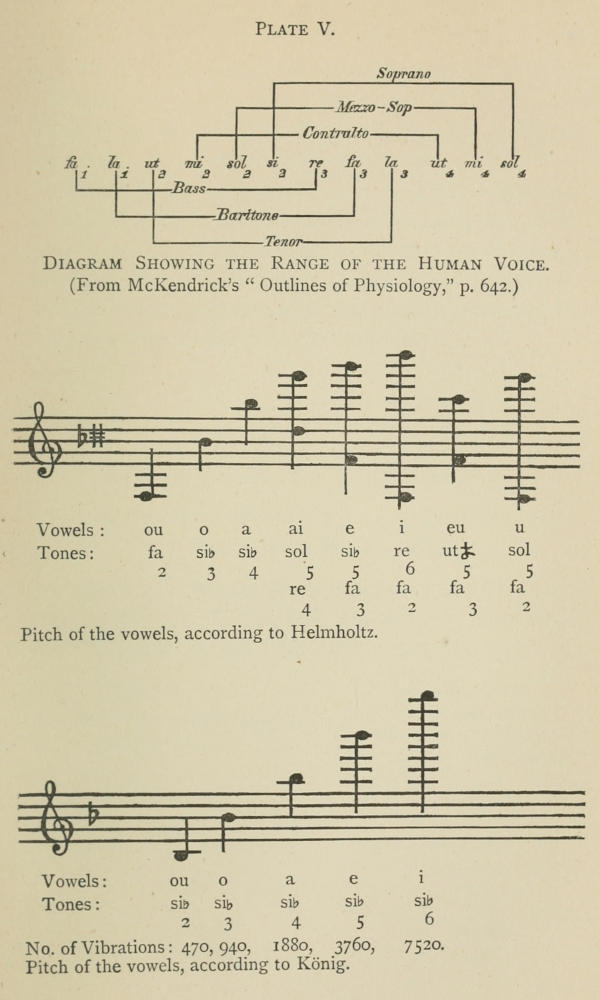 PLATE V.
Soprano
Mezzo-Sop
Contralto
fa 1 la 1 ut 2 mi 2 sol 2 si 2 re 3 fa 3 la 3 ut 4 mi 4 sol 4
Bass
Baritone
Tenor
DIAGRAM SHOWING THE RANGE OF THE HUMAN VOICE.
(From McKendrick's “ Outlines of Physiology,” p. 642.)
Vowels : ou o a ai e i eu u
Tones : fa si♭ si♭ sol si♭ re ut♯ sol
2 3 4 5 5 6 5 5
re fa fa fa fa
4 3 2 3 2
Pitch of the vowels, according to Helmholtz.
Vowels : ou o a e i
Tones : si♭ si♭ si♭ si♭ si♭
2 3 4 5 6
No. of Vibrations : 470, 940, 1880, 3760, 7520.
Pitch of the vowels, according to König.